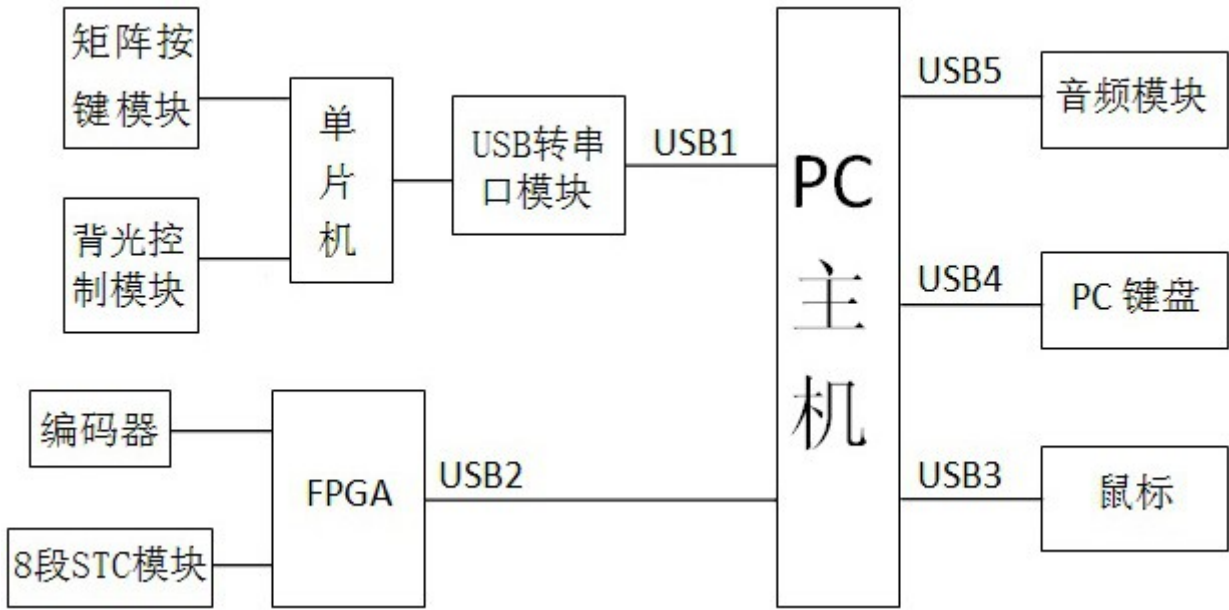 矩阵按
键模块
背光控
制模块
单
片
机
USB转串
口模块
USB1
编码器
8段STC模块
FPGA
USB2
PC
主
机
USB5
音频模块
USB4
PC 键盘
USB3
鼠标